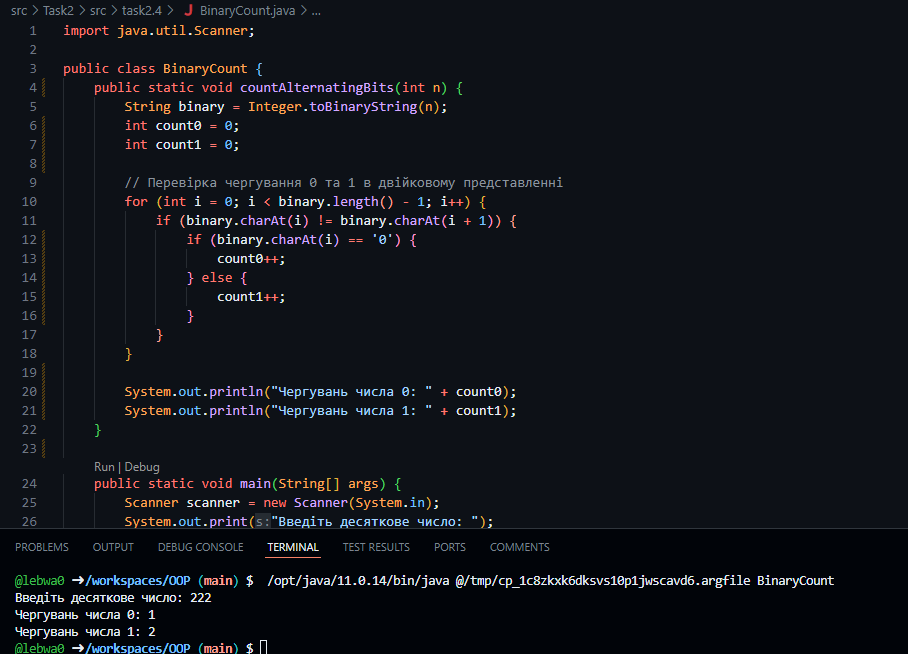 src > Task2 > src > task2.4 > J BinaryCount.java > ...
1 import java.util.Scanner;
2
3 public class BinaryCount {
4 public static void countAlternatingBits(int n) {
5 String binary = Integer.toBinaryString(n);
6 int count0 = 0;
7 int count1 = 0;
8
9 // Перевірка чергування 0 та 1 в двійковому представленні
10 for (int i = 0; i < binary.length() - 1; i++) {
11 if (binary.charAt(i) != binary.charAt(i + 1)) {
12 if (binary.charAt(i) == '0') {
13 count0++;
14 } else {
15 count1++;
16 }
17 }
18 }
19
20 System.out.println("Чергувань числа 0: " + count0);
21 System.out.println("Чергувань числа 1: " + count1);
22 }
23
Run | Debug
24 public static void main(String[] args) {
25 Scanner scanner = new Scanner(System.in);
26 System.out.print(s:"Введіть десяткове число: ");
PROBLEMS OUTPUT DEBUG CONSOLE TERMINAL TEST RESULTS PORTS COMMENTS
@lebwa0 ➜/workspaces/OOP (main) $ /opt/java/11.0.14/bin/java @/tmp/cp_1c8zkxk6dksvs10p1jwscavd6.argfile BinaryCount
Введіть десяткове число: 222
Чергувань числа 0: 1
Чергувань числа 1: 2
@lebwa0 ➜/workspaces/OOP (main) $